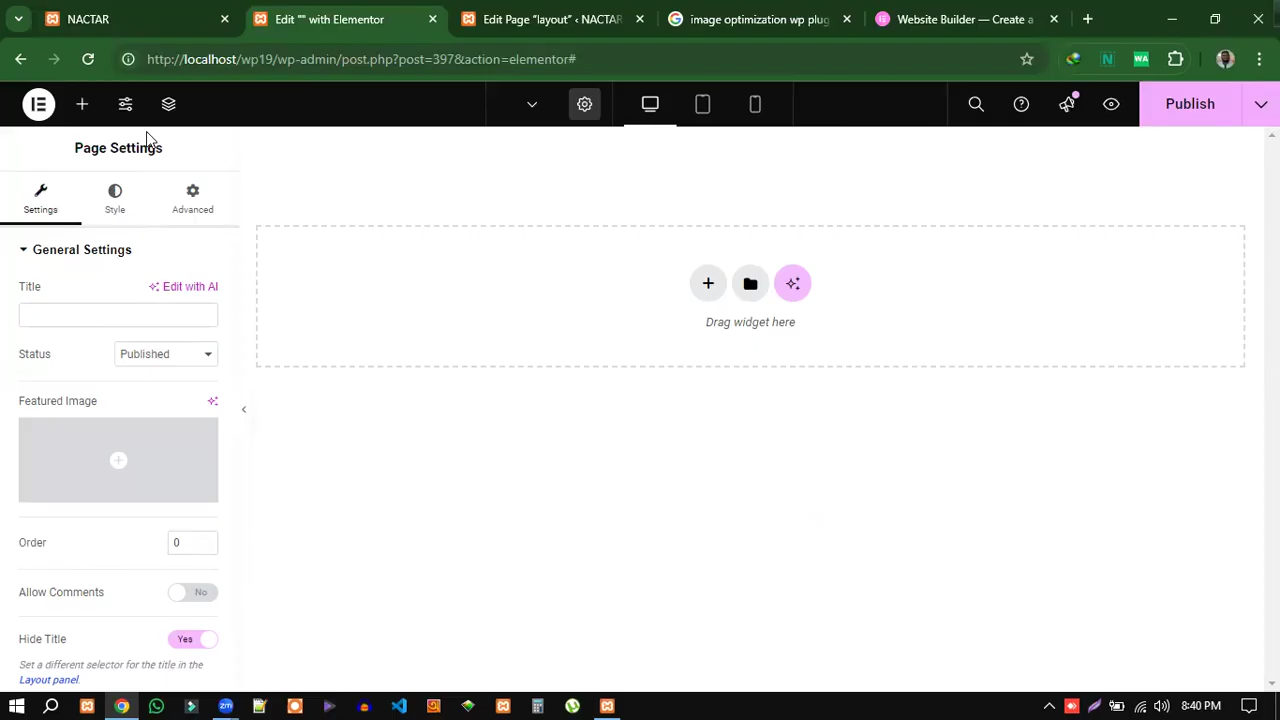 NACTAR
Edit "" with Elementor
Edit Page “layout” ‹ NACTAR
image optimization wp plug
Website Builder — Create a
http://localhost/wp19/wp-admin/post.php?post=397&action=elementor#
N
WA
Publish
Page Settings
Settings
Style
Advanced
General Settings
Title
Edit with AI
Status
Published
Featured Image
Order
0
Allow Comments
No
Hide Title
Yes
Set a different selector for the title in the
Layout panel.
Drag widget here
zm
8:40 PM